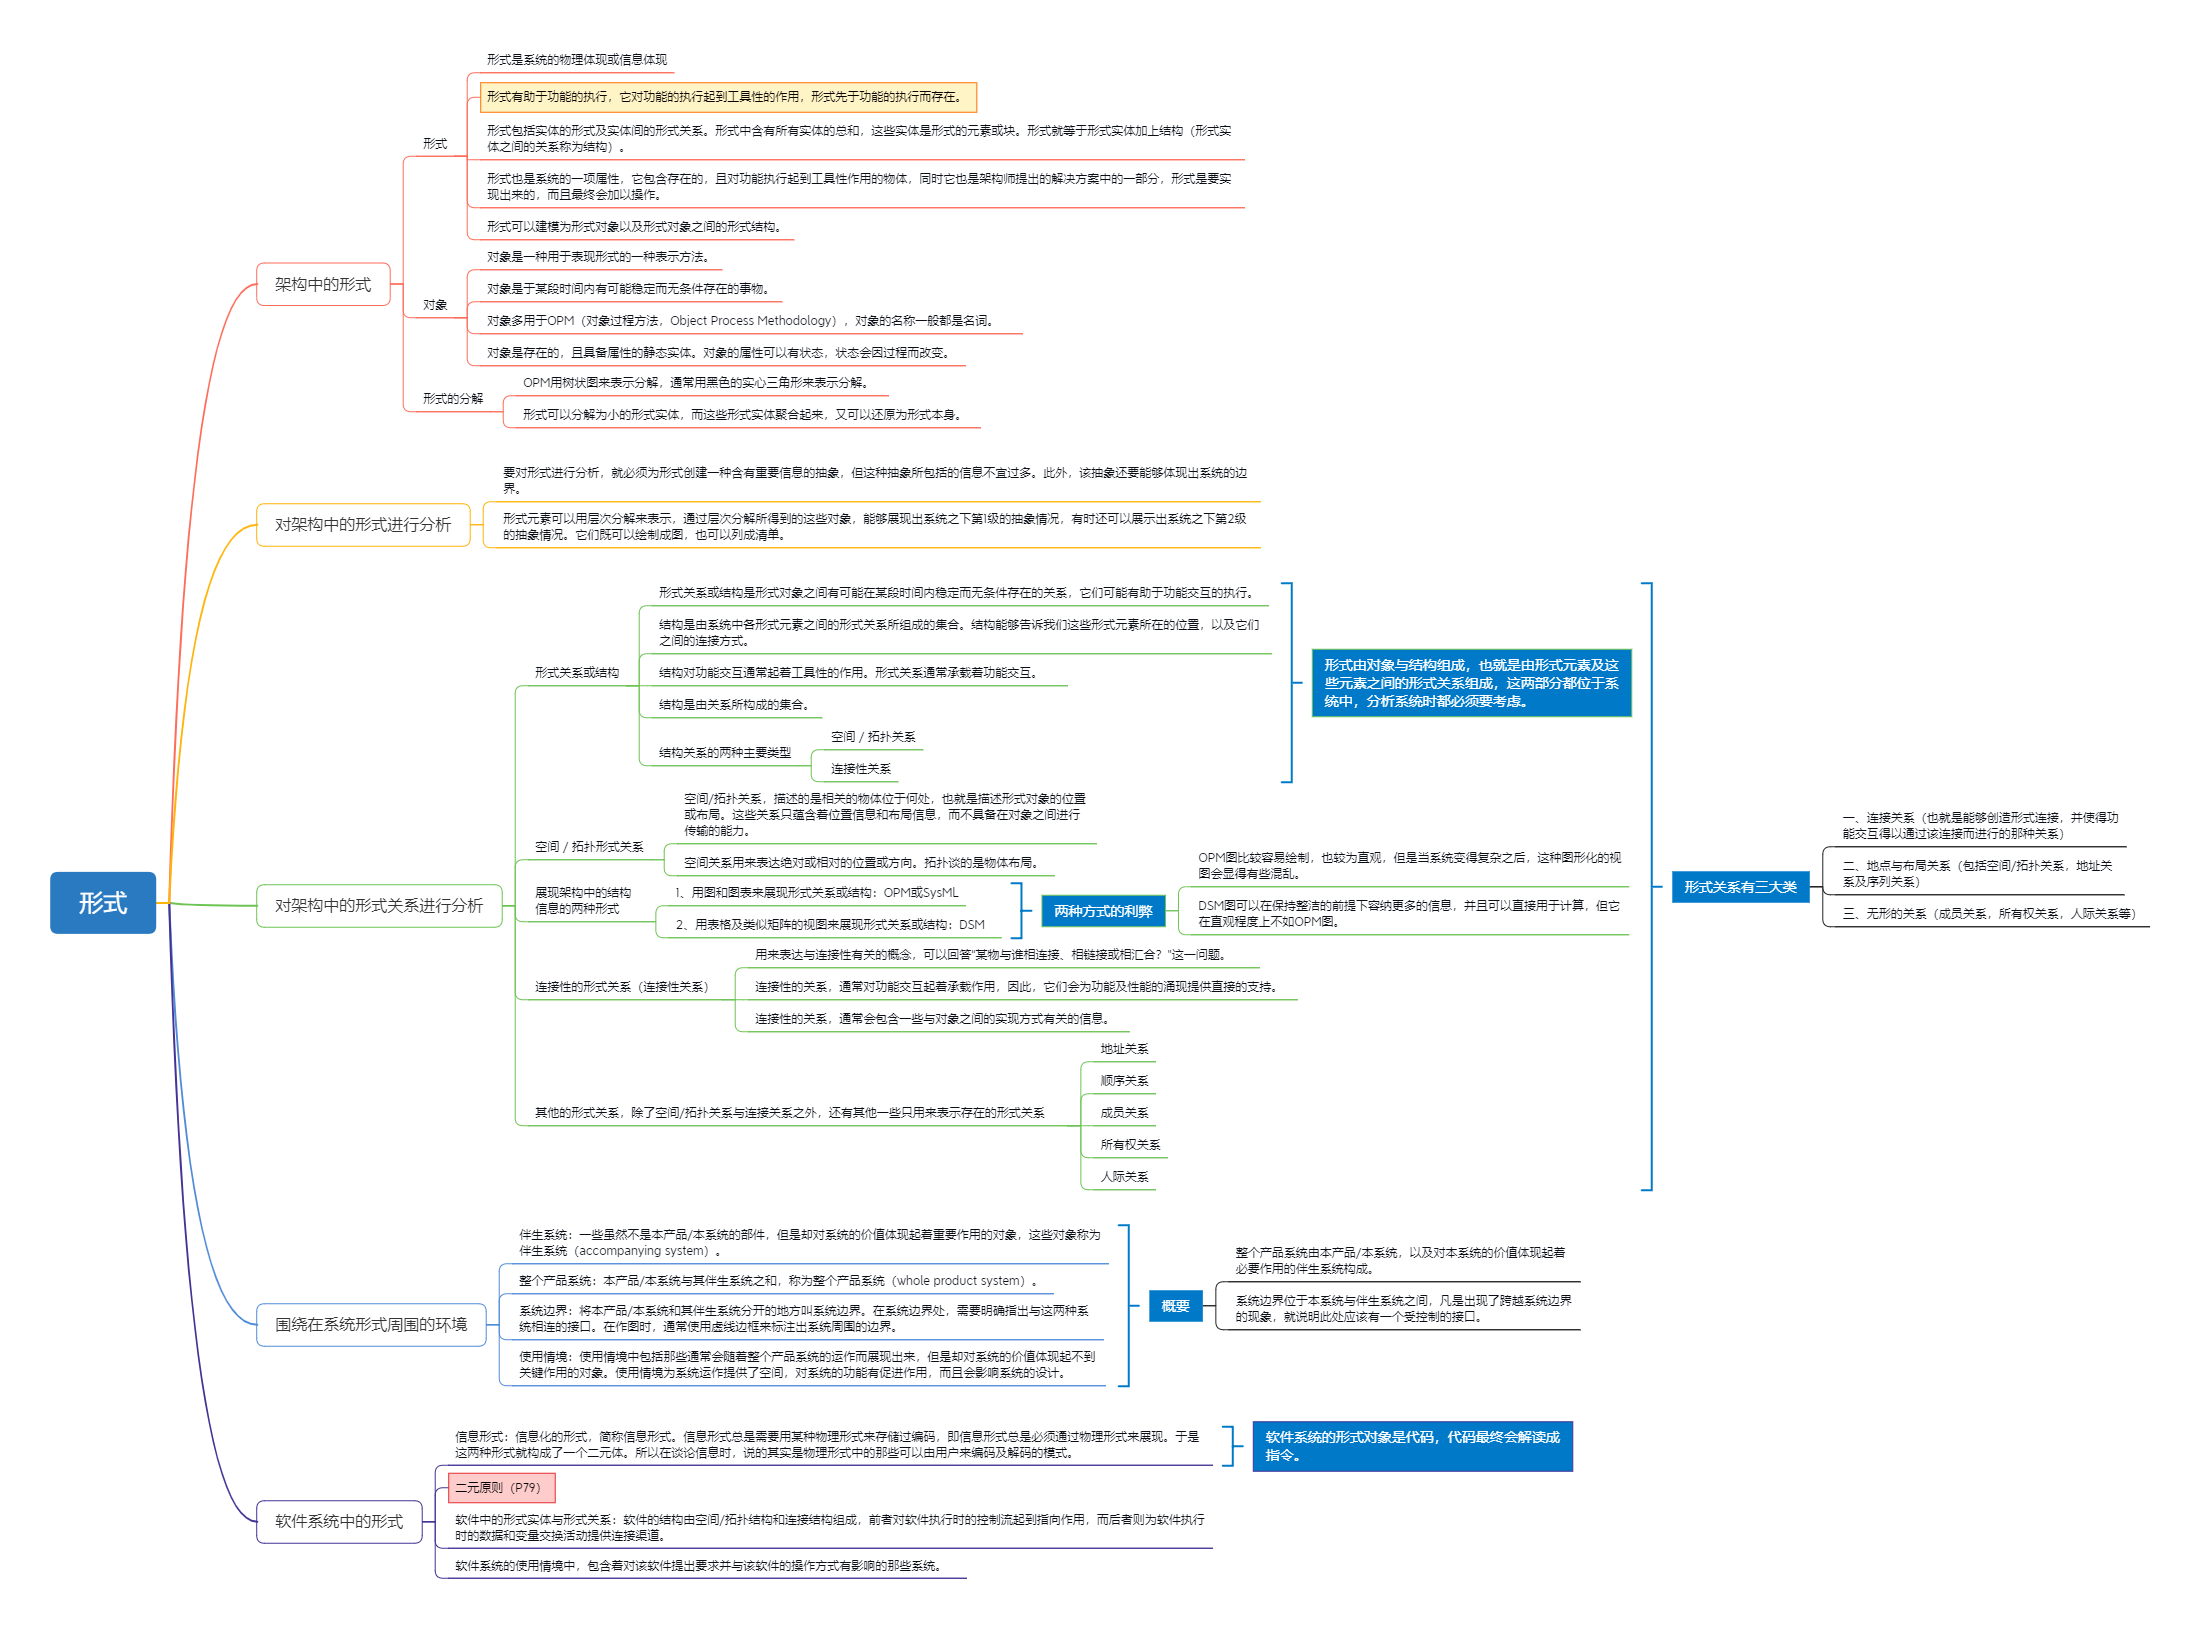 形式
架构中的形式
形式
形式是系统的物理体现或信息体现
形式有助于功能的执行，它对功能的执行起到工具性的作用，形式先于功能的执行而存在。
形式包括实体的形式及实体间的形式关系。形式中含有所有实体的总和，这些实体是形式的元素或块。形式就等于形式实体加上结构（形式实
体之间的关系称为结构）。
形式也是系统的一项属性，它包含存在的，且对功能执行起到工具性作用的物体，同时它也是架构师提出的解决方案中的一部分，形式是要实
现出来的，而且最终会加以操作。
形式可以建模为形式对象以及形式对象之间的形式结构。
对象
对象是一种用于表现形式的一种表示方法。
对象是于某段时间内有可能稳定而无条件存在的事物。
对象多用于OPM（对象过程方法，Object Process Methodology），对象的名称一般都是名词。
对象是存在的，且具备属性的静态实体。对象的属性可以有状态，状态会因过程而改变。
形式的分解
OPM用树状图来表示分解，通常用黑色的实心三角形来表示分解。
形式可以分解为小的形式实体，而这些形式实体聚合起来，又可以还原为形式本身。
对架构中的形式进行分析
要对形式进行分析，就必须为形式创建一种含有重要信息的抽象，但这种抽象所包括的信息不宜过多。此外，该抽象还要能够体现出系统的边
界。
形式元素可以用层次分解来表示，通过层次分解所得到的这些对象，能够展现出系统之下第1级的抽象情况，有时还可以展示出系统之下第2级
的抽象情况。它们既可以绘制成图，也可以列成清单。
对架构中的形式关系进行分析
形式关系或结构
形式关系或结构是形式对象之间有可能在某段时间内稳定而无条件存在的关系，它们可能有助于功能交互的执行。
结构是由系统中各形式元素之间的形式关系所组成的集合。结构能够告诉我们这些形式元素所在的位置，以及它们
之间的连接方式。
结构对功能交互通常起着工具性的作用。形式关系通常承载着功能交互。
结构是由关系所构成的集合。
结构关系的两种主要类型
空间 / 拓扑关系
连接性关系
形式由对象与结构组成，也就是由形式元素及这
些元素之间的形式关系组成，这两部分都位于系
统中，分析系统时都必须要考虑。
空间 / 拓扑形式关系
空间/拓扑关系，描述的是相关的物体位于何处，也就是描述形式对象的位置
或布局。这些关系只蕴含着位置信息和布局信息，而不具备在对象之间进行
传输的能力。
空间关系用来表达绝对或相对的位置或方向。拓扑谈的是物体布局。
展现架构中的结构
信息的两种形式
1、用图和图表来展现形式关系或结构：OPM或SysML
2、用表格及类似矩阵的视图来展现形式关系或结构：DSM
两种方式的利弊
OPM图比较容易绘制，也较为直观，但是当系统变得复杂之后，这种图形化的视
图会显得有些混乱。
DSM图可以在保持整洁的前提下容纳更多的信息，并且可以直接用于计算，但它
在直观程度上不如OPM图。
连接性的形式关系（连接性关系）
用来表达与连接性有关的概念，可以回答“某物与谁相连接、相链接或相汇合？”这一问题。
连接性的关系，通常对功能交互起着承载作用，因此，它们会为功能及性能的涌现提供直接的支持。
连接性的关系，通常会包含一些与对象之间的实现方式有关的信息。
其他的形式关系，除了空间/拓扑关系与连接关系之外，还有其他一些只用来表示存在的形式关系
地址关系
顺序关系
成员关系
所有权关系
人际关系
形式关系有三大类
一、连接关系（也就是能够创造形式连接，并使得功
能交互得以通过该连接而进行的那种关系）
二、地点与布局关系（包括空间/拓扑关系，地址关
系及序列关系）
三、无形的关系（成员关系，所有权关系，人际关系等）
围绕在系统形式周围的环境
伴生系统：一些虽然不是本产品/本系统的部件，但是却对系统的价值体现起着重要作用的对象，这些对象称为
伴生系统（accompanying system）。
整个产品系统：本产品/本系统与其伴生系统之和，称为整个产品系统（whole product system）。
系统边界：将本产品/本系统和其伴生系统分开的地方叫系统边界。在系统边界处，需要明确指出与这两种系
统相连的接口。在作图时，通常使用虚线边框来标注出系统周围的边界。
使用情境：使用情境中包括那些通常会随着整个产品系统的运作而展现出来，但是却对系统的价值体现起不到
关键作用的对象。使用情境为系统运作提供了空间，对系统的功能有促进作用，而且会影响系统的设计。
概要
整个产品系统由本产品/本系统，以及对本系统的价值体现起着
必要作用的伴生系统构成。
系统边界位于本系统与伴生系统之间，凡是出现了跨越系统边界
的现象，就说明此处应该有一个受控制的接口。
软件系统中的形式
信息形式：信息化的形式，简称信息形式。信息形式总是需要用某种物理形式来存储过编码，即信息形式总是必须通过物理形式来展现。于是
这两种形式就构成了一个二元体。所以在谈论信息时，说的其实是物理形式中的那些可以由用户来编码及解码的模式。
软件系统的形式对象是代码，代码最终会解读成
指令。
二元原则（P79）
软件中的形式实体与形式关系：软件的结构由空间/拓扑结构和连接结构组成，前者对软件执行时的控制流起到指向作用，而后者则为软件执行
时的数据和变量交换活动提供连接渠道。
软件系统的使用情境中，包含着对该软件提出要求并与该软件的操作方式有影响的那些系统。